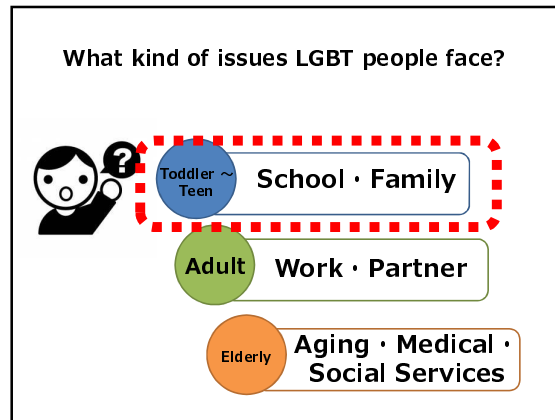 What kind of issues LGBT people face?
?
Toddler ～
Teen
School・Family
Adult
Work・Partner
Elderly
Aging・Medical・
Social Services